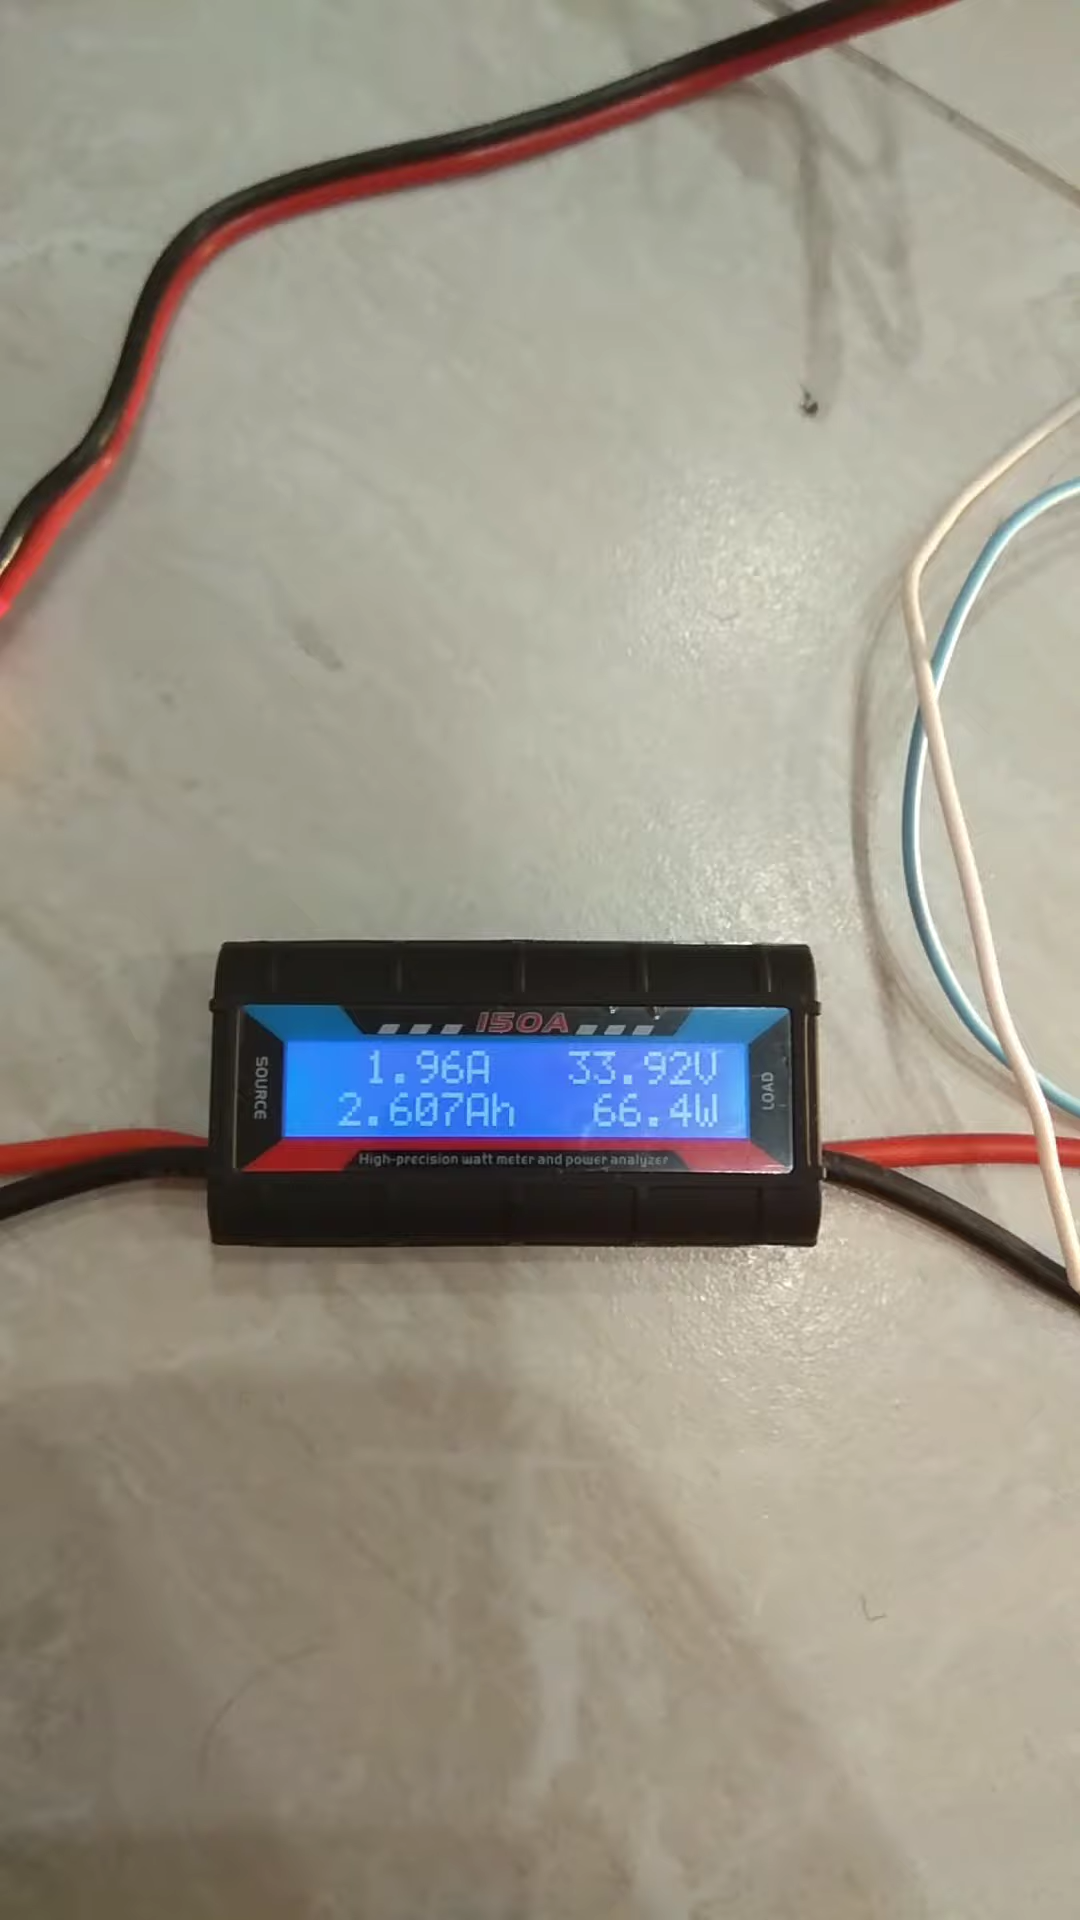 150A
SOURCE
1.96A 33.92V
2.607Ah 66.4W
LOAD
High-precision watt meter and power analyzer